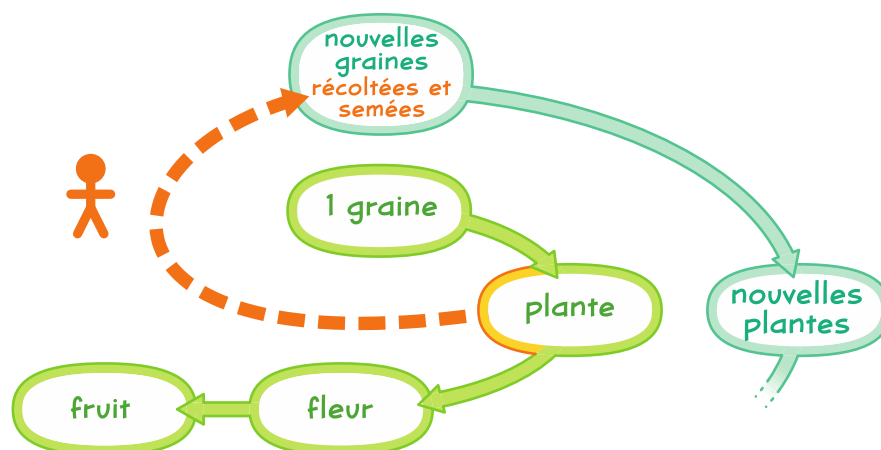 nouvelles
graines
récoltées et
semées
1 graine
plante
nouvelles
plantes
fruit
fleur